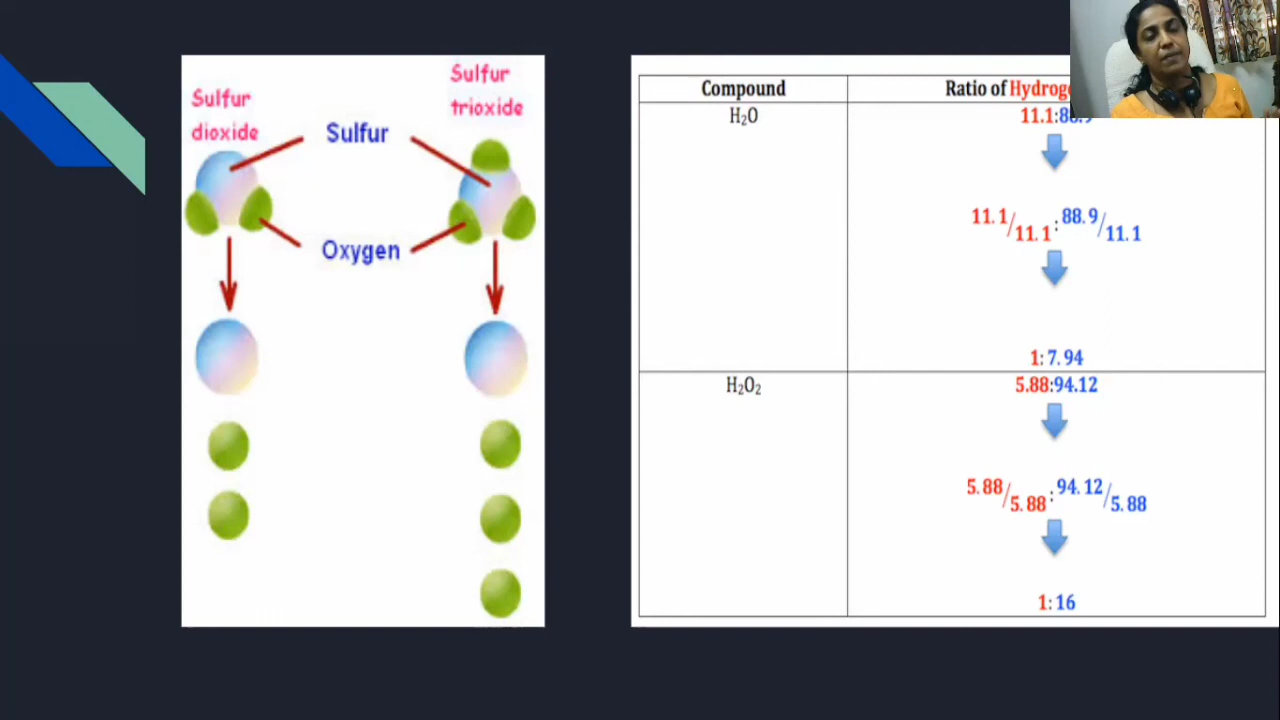 Sulfur
dioxide
Sulfur
trioxide
Sulfur
Oxygen
Compound
Ratio of
H₂O
11.1:88.9
11.1/11.1:88.9/11.1
1:7.94
H₂O₂
5.88:94.12
5.88/5.88:94.12/5.88
1:16